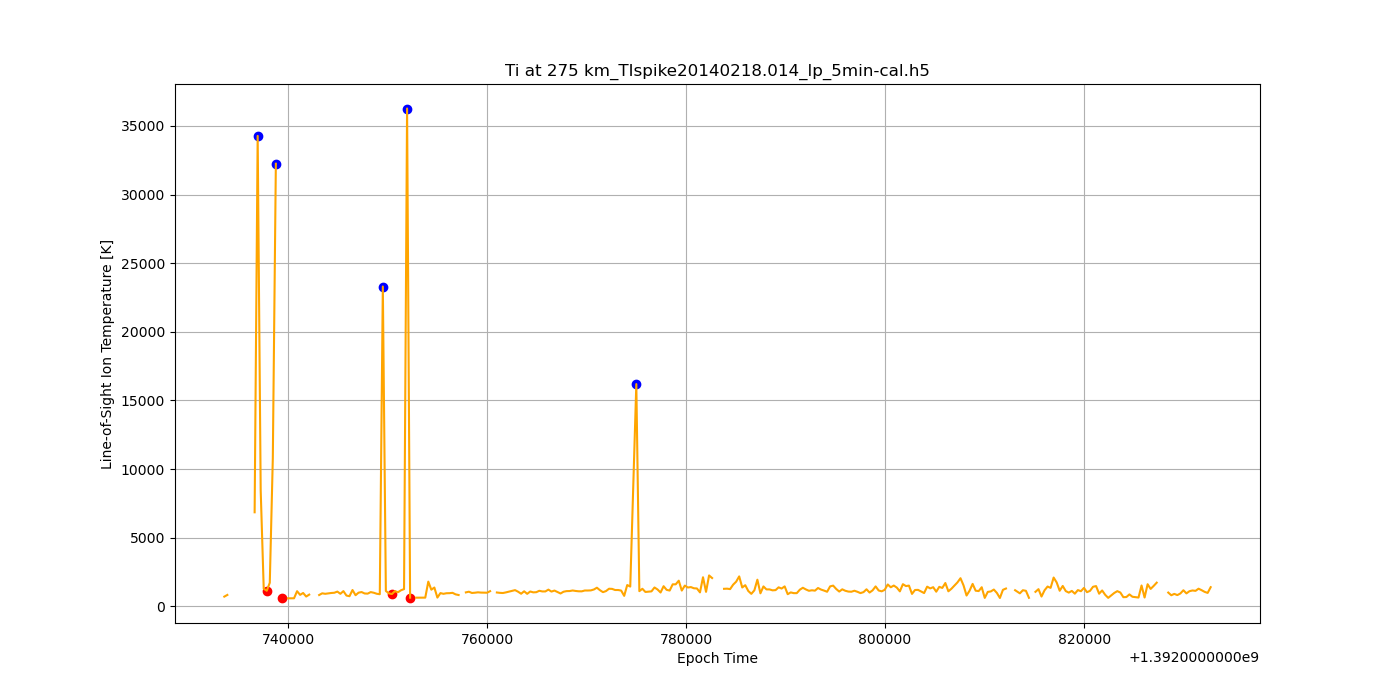 Ti at 275 km_TIspike20140218.014_lp_5min-cal.h5
Line-of-Sight Ion Temperature [K]
35000
30000
25000
20000
15000
10000
5000
0
740000 760000 780000 800000 820000
Epoch Time
+1.3920000000e9